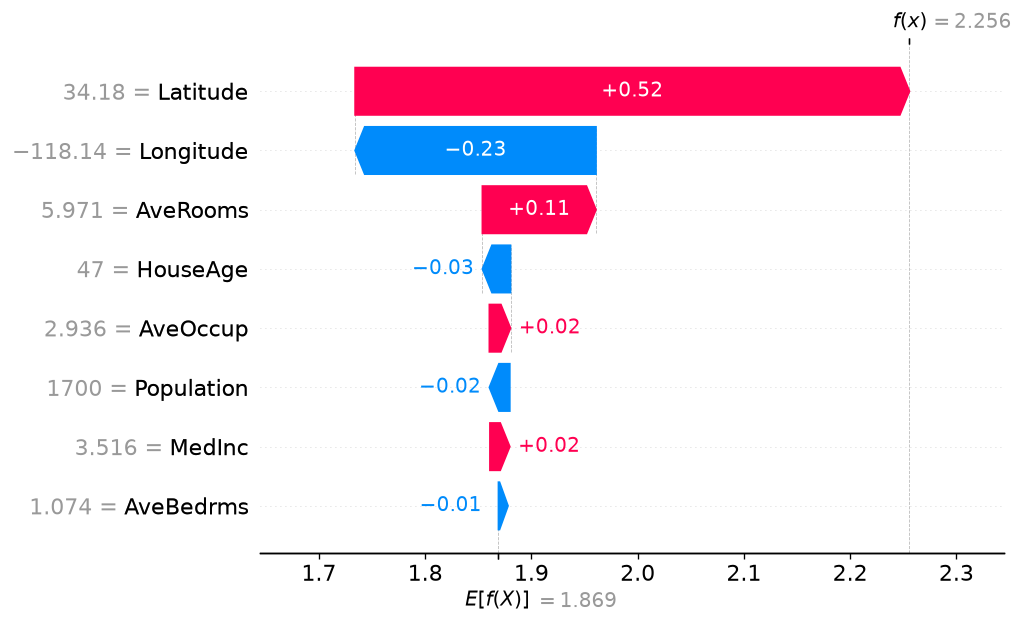 f(x) = 2.256
34.18 = Latitude +0.52
−118.14 = Longitude −0.23
5.971 = AveRooms +0.11
47 = HouseAge −0.03
2.936 = AveOccup +0.02
1700 = Population −0.02
3.516 = MedInc +0.02
1.074 = AveBedrms −0.01
1.7 1.8 1.9 2.0 2.1 2.2 2.3
E[f(X)] = 1.869